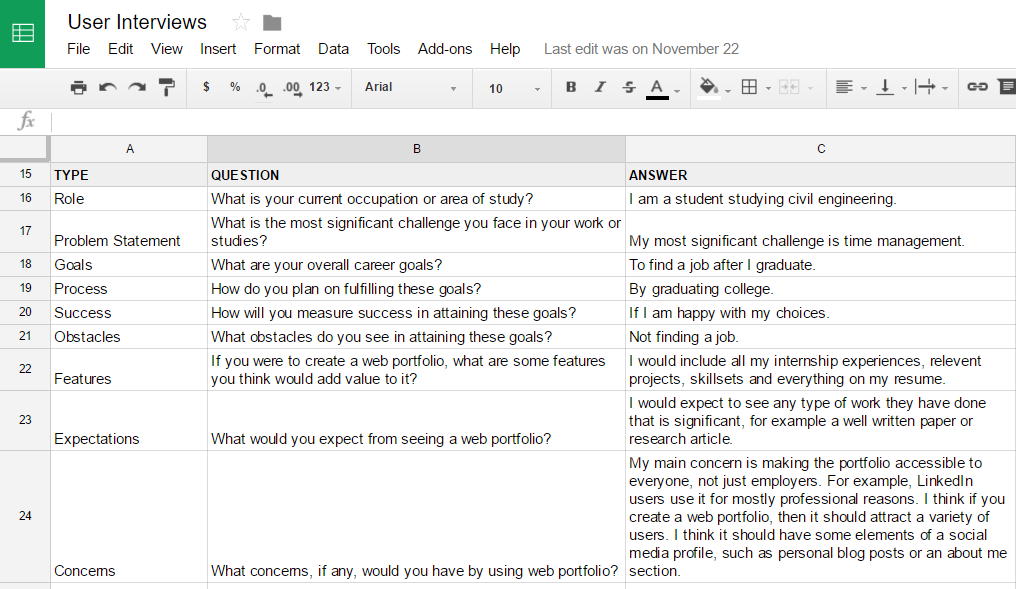 User Interviews
File Edit View Insert Format Data Tools Add-ons Help Last edit was on November 22
$ % .0 .00 123 Arial 10 B I S A
fx
A B C
15 TYPE QUESTION ANSWER
16 Role What is your current occupation or area of study? I am a student studying civil engineering.
17 Problem Statement What is the most significant challenge you face in your work or
studies? My most significant challenge is time management.
18 Goals What are your overall career goals? To find a job after I graduate.
19 Process How do you plan on fulfilling these goals? By graduating college.
20 Success How will you measure success in attaining these goals? If I am happy with my choices.
21 Obstacles What obstacles do you see in attaining these goals? Not finding a job.
22 Features If you were to create a web portfolio, what are some features
you think would add value to it? I would include all my internship experiences, relevent
projects, skillsets and everything on my resume.
23 Expectations What would you expect from seeing a web portfolio? I would expect to see any type of work they have done
that is significant, for example a well written paper or
research article.
24 Concerns What concerns, if any, would you have by using web portfolio? My main concern is making the portfolio accessible to
everyone, not just employers. For example, LinkedIn
users use it for mostly professional reasons. I think if you
create a web portfolio, then it should attract a variety of
users. I think it should have some elements of a social
media profile, such as personal blog posts or an about me
section.